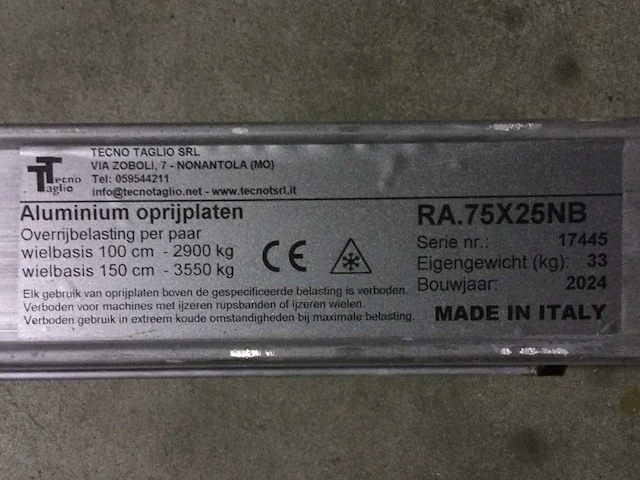 Tecno
Taglio
TECNO TAGLIO SRL
VIA ZOBOLI, 7 - NONANTOLA (MO)
Tel: 059544211
info@tecnotaglio.net - www.tecnotsrl.it
Aluminium oprijplaten
Overrijbelasting per paar
wielbasis 100 cm - 2900 kg
wielbasis 150 cm - 3550 kg
CE
RA.75X25NB
Serie nr.: 17445
Eigengewicht (kg): 33
Bouwjaar: 2024
Elk gebruik van oprijplaten boven de gespecificeerde belasting is verboden.
Verboden voor machines met ijzeren rupsbanden of ijzeren wielen.
Verboden gebruik in extreem koude omstandigheden bij maximale belasting.
MADE IN ITALY